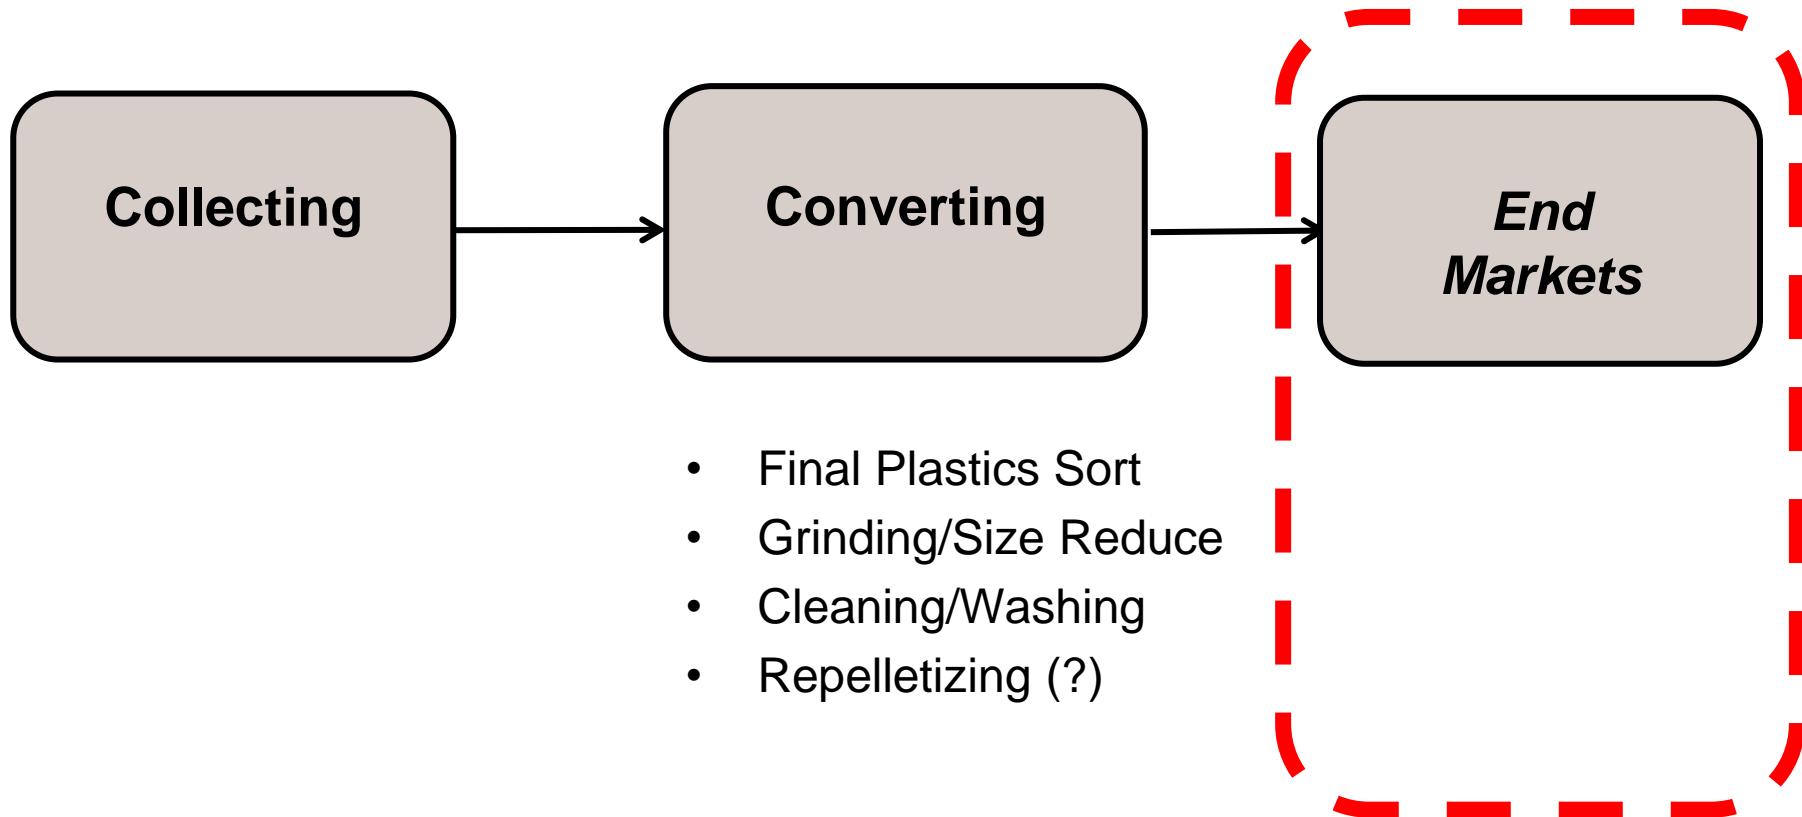 Collecting
Converting
End
Markets
• Final Plastics Sort
• Grinding/Size Reduce
• Cleaning/Washing
• Repelletizing (?)